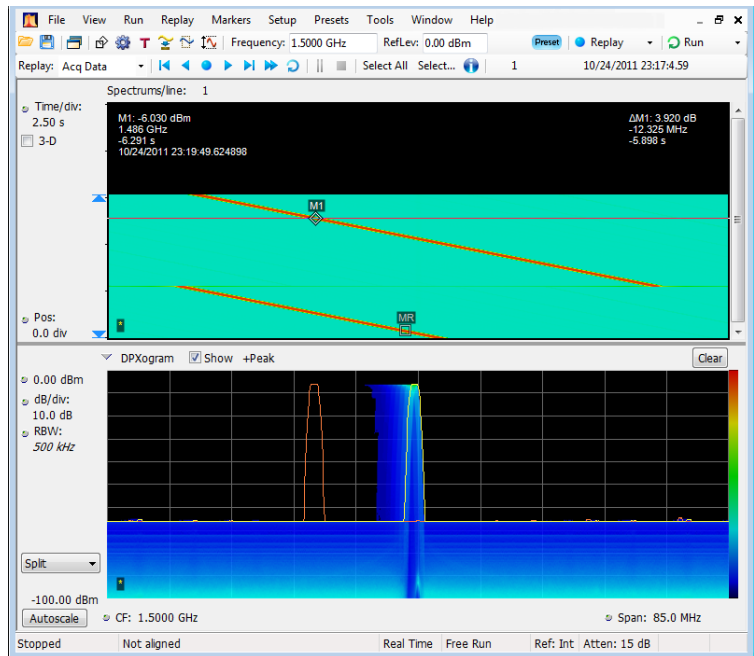 File View Run Replay Markers Setup Presets Tools Window Help
T Frequency: 1.5000 GHz RefLev: 0.00 dBm Preset Replay Run
Replay: Acq Data Select All Select... 1 10/24/2011 23:17:4.59
Spectrums/line: 1
Time/div:
2.50 s
3-D
M1: -6.030 dBm
1.486 GHz
-6.291 s
10/24/2011 23:19:49.624898
ΔM1: 3.920 dB
-12.325 MHz
-5.898 s
M1
MR
Pos:
0.0 div
DPXogram Show +Peak Clear
0.00 dBm
dB/div:
10.0 dB
RBW:
500 kHz
Split
-100.00 dBm
Autoscale CF: 1.5000 GHz Span: 85.0 MHz
Stopped Not aligned Real Time Free Run Ref: Int Atten: 15 dB